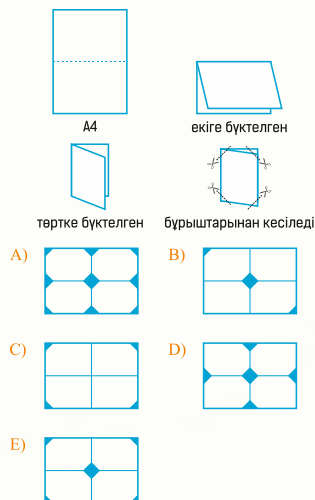 A4
екіге бүктелген
төртке бүктелген
бұрыштарынан кесіледі
A)
B)
C)
D)
E)